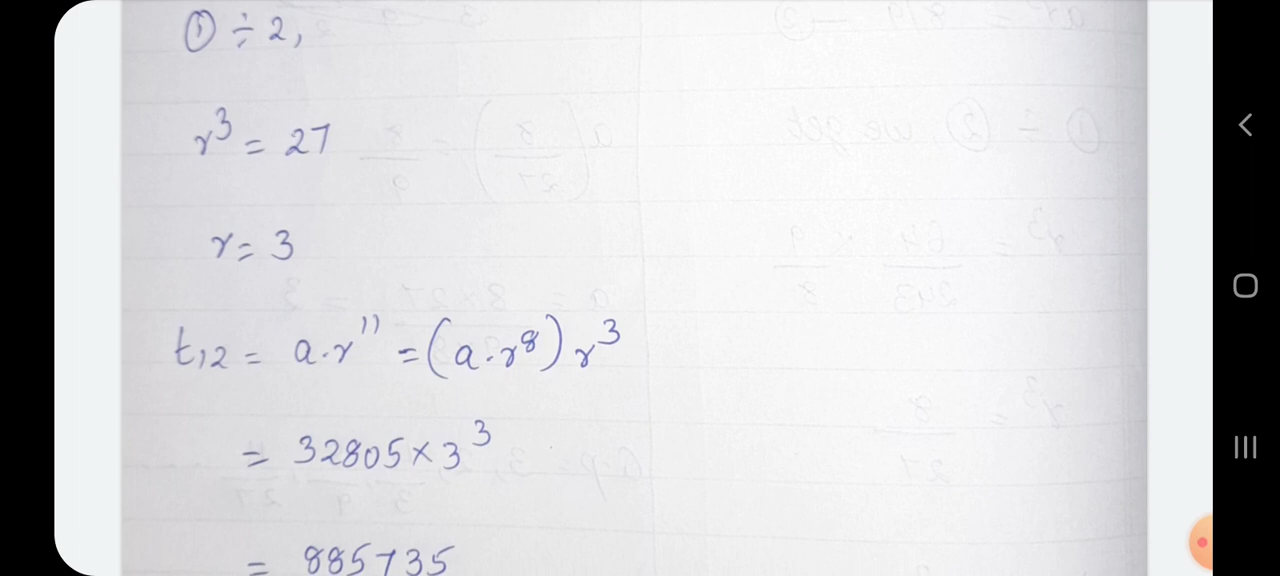 ① ÷ 2,
r³ = 27
r = 3
t₁₂ = a·r¹¹ = (a·r⁸) r³
= 32805 × 3³
= 885735